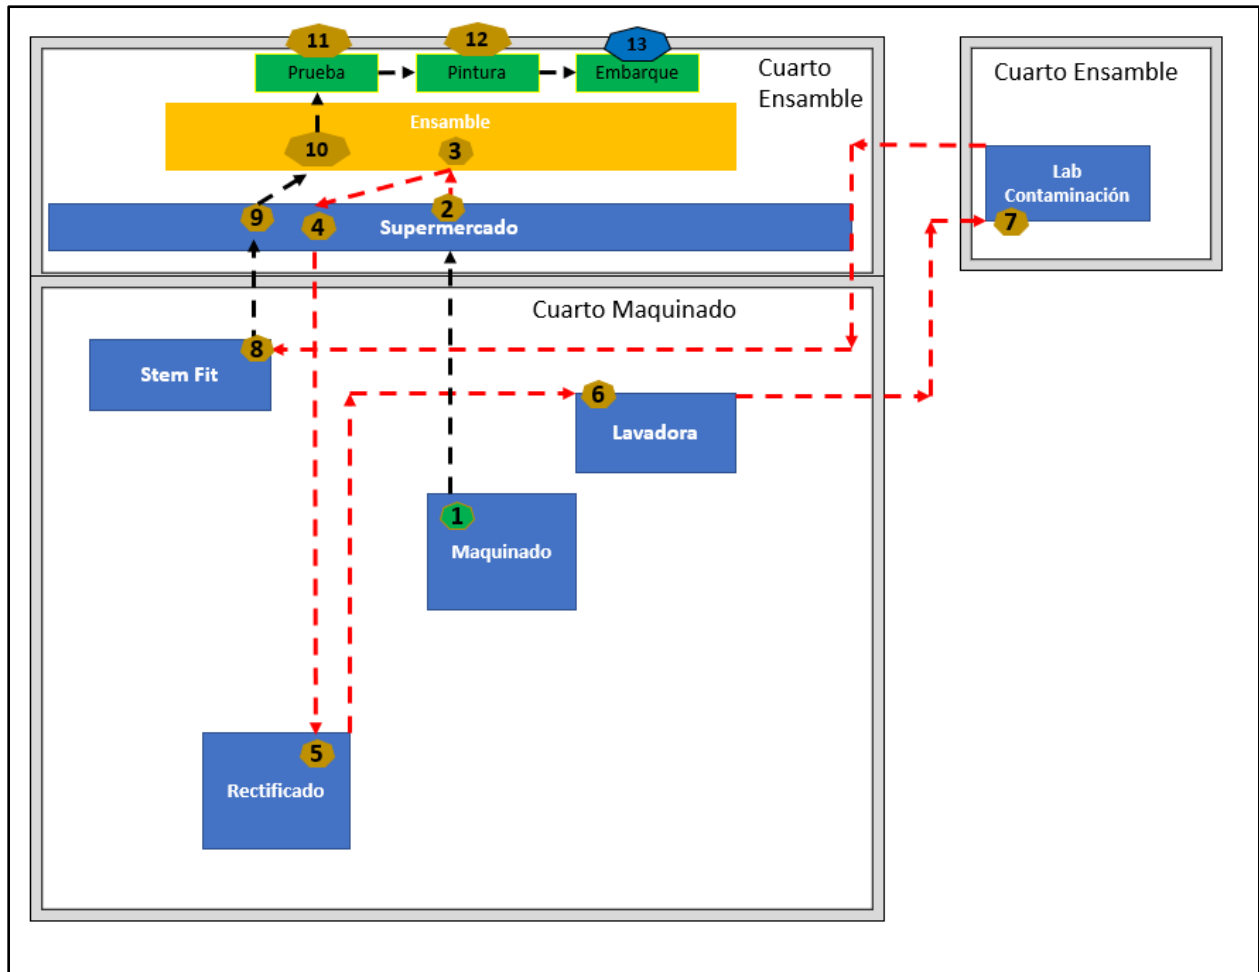 11
12
13
Prueba
Pintura
Embarque
Cuarto
Ensamble
Cuarto Ensamble
Ensamble
10
3
9
4
2
Supermercado
Lab
Contaminación
7
Cuarto Maquinado
8
Stem Fit
6
Lavadora
1
Maquinado
5
Rectificado